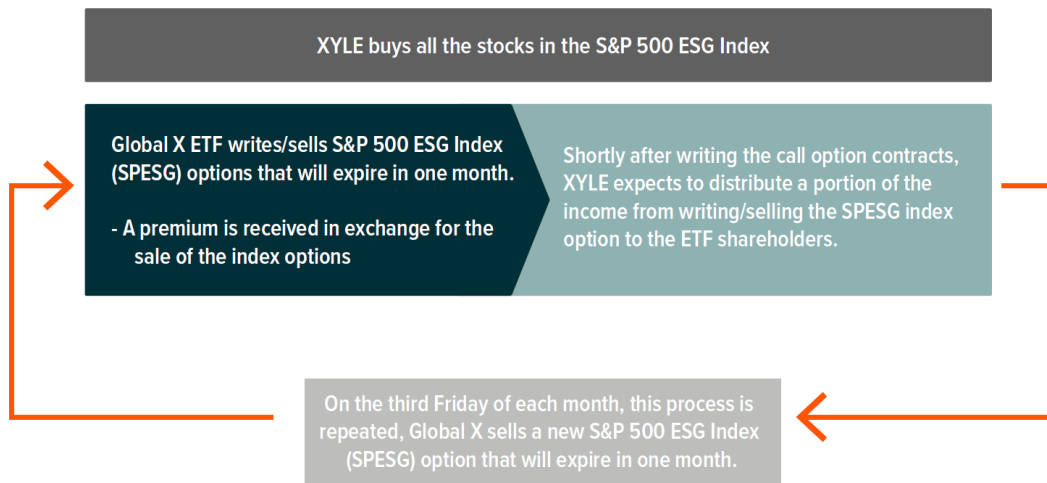 XYLE buys all the stocks in the S&P 500 ESG Index
Global X ETF writes/sells S&P 500 ESG Index
(SPESG) options that will expire in one month.
- A premium is received in exchange for the
sale of the index options
Shortly after writing the call option contracts,
XYLE expects to distribute a portion of the
income from writing/selling the SPESG index
option to the ETF shareholders.
On the third Friday of each month, this process is
repeated, Global X sells a new S&P 500 ESG Index
(SPESG) option that will expire in one month.